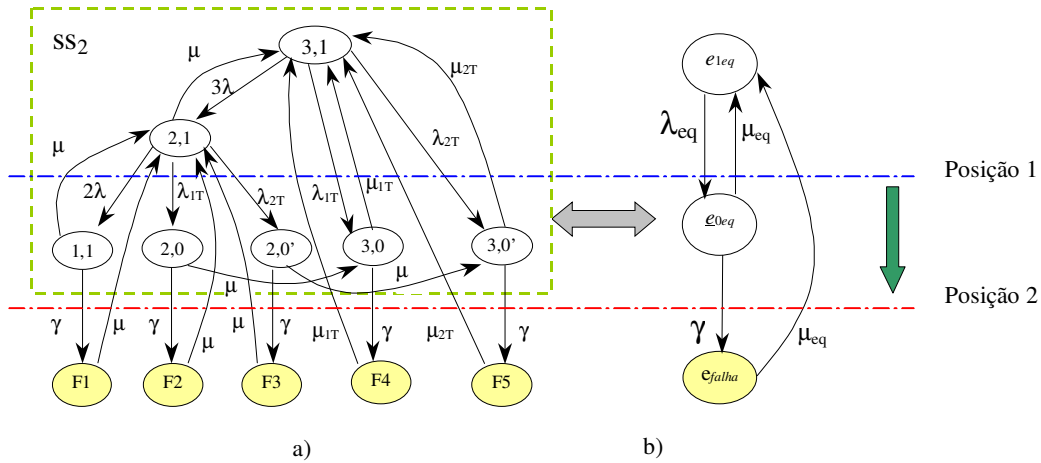 SS₂
3,1
μ
μ₂T
e1eq
3λ
μ
2,1
λeq
μeq
λ₂T
Posição 1
2λ
λ₁T
λ₂T
λ₁T
μ₁T
1,1
2,0
2,0'
3,0
3,0'
e0eq
μ
μ
Posição 2
γ
μ
γ
μ
μ
γ
μ₁T
γ
μ₂T
γ
γ
μeq
F1
F2
F3
F4
F5
efalha
a)
b)